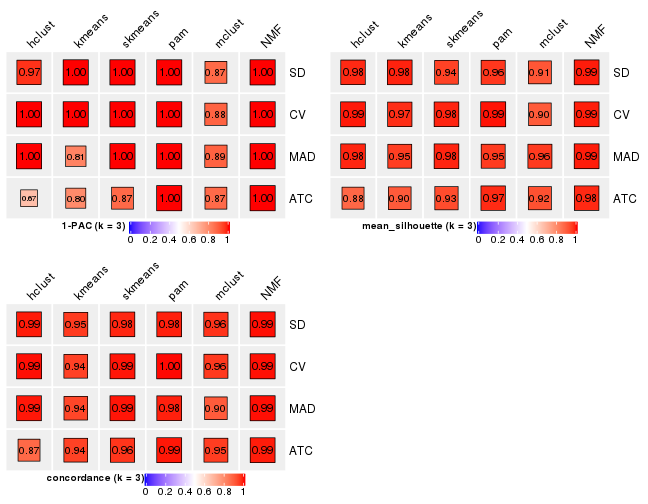 hclust kmeans skmeans pam mclust NMF
0.97 1.00 1.00 1.00 0.87 1.00 SD
1.00 1.00 1.00 1.00 0.88 1.00 CV
1.00 0.81 1.00 1.00 0.89 1.00 MAD
0.67 0.80 0.87 1.00 0.87 1.00 ATC
1-PAC (k = 3)
0 0.2 0.4 0.6 0.8 1
hclust kmeans skmeans pam mclust NMF
0.98 0.98 0.94 0.96 0.91 0.99 SD
0.99 0.97 0.98 0.99 0.90 0.99 CV
0.98 0.95 0.98 0.95 0.96 0.99 MAD
0.88 0.90 0.93 0.97 0.92 0.98 ATC
mean_silhouette (k = 3)
0 0.2 0.4 0.6 0.8 1
hclust kmeans skmeans pam mclust NMF
0.99 0.95 0.98 0.98 0.96 0.99 SD
0.99 0.94 0.99 1.00 0.96 0.99 CV
0.99 0.94 0.99 0.98 0.90 0.99 MAD
0.87 0.94 0.96 0.99 0.95 0.99 ATC
concordance (k = 3)
0 0.2 0.4 0.6 0.8 1